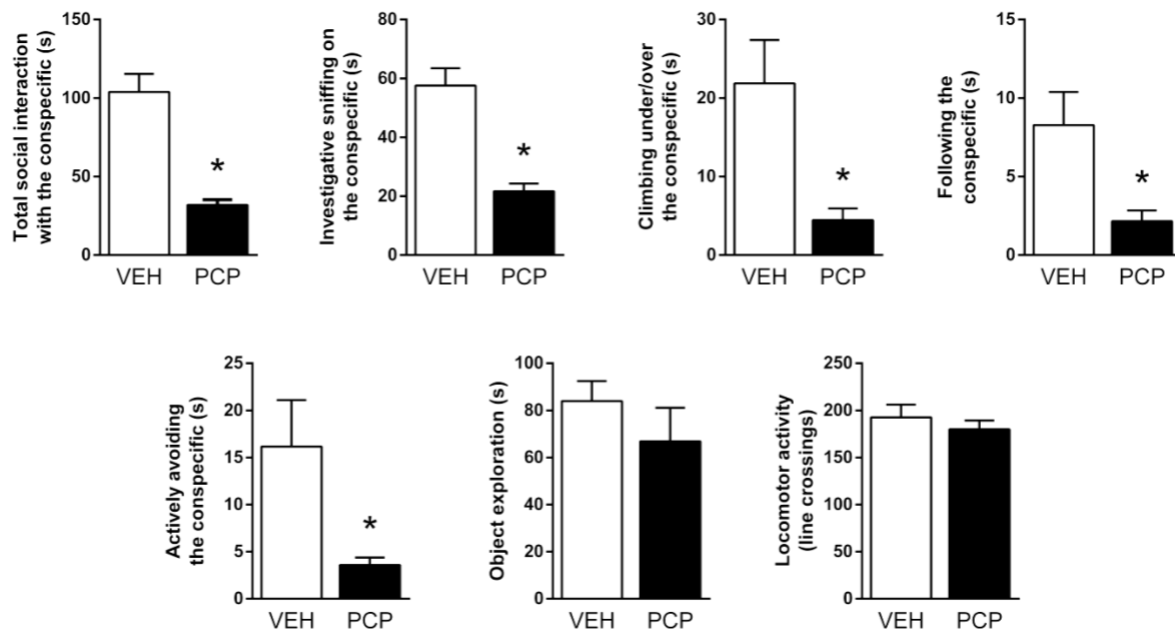 Total social interaction
with the conspecific (s)
150
100
50
0
*
VEH PCP
Investigative sniffing on
the conspecific (s)
80
60
40
20
0
*
VEH PCP
Climbing under/over
the conspecific (s)
30
20
10
0
*
VEH PCP
Following the
conspecific (s)
15
10
5
0
*
VEH PCP
Actively avoiding
the conspecific (s)
25
20
15
10
5
0
*
VEH PCP
Object exploration (s)
100
80
60
40
20
0
VEH PCP
Locomotor activity
(line crossings)
250
200
150
100
50
0
VEH PCP